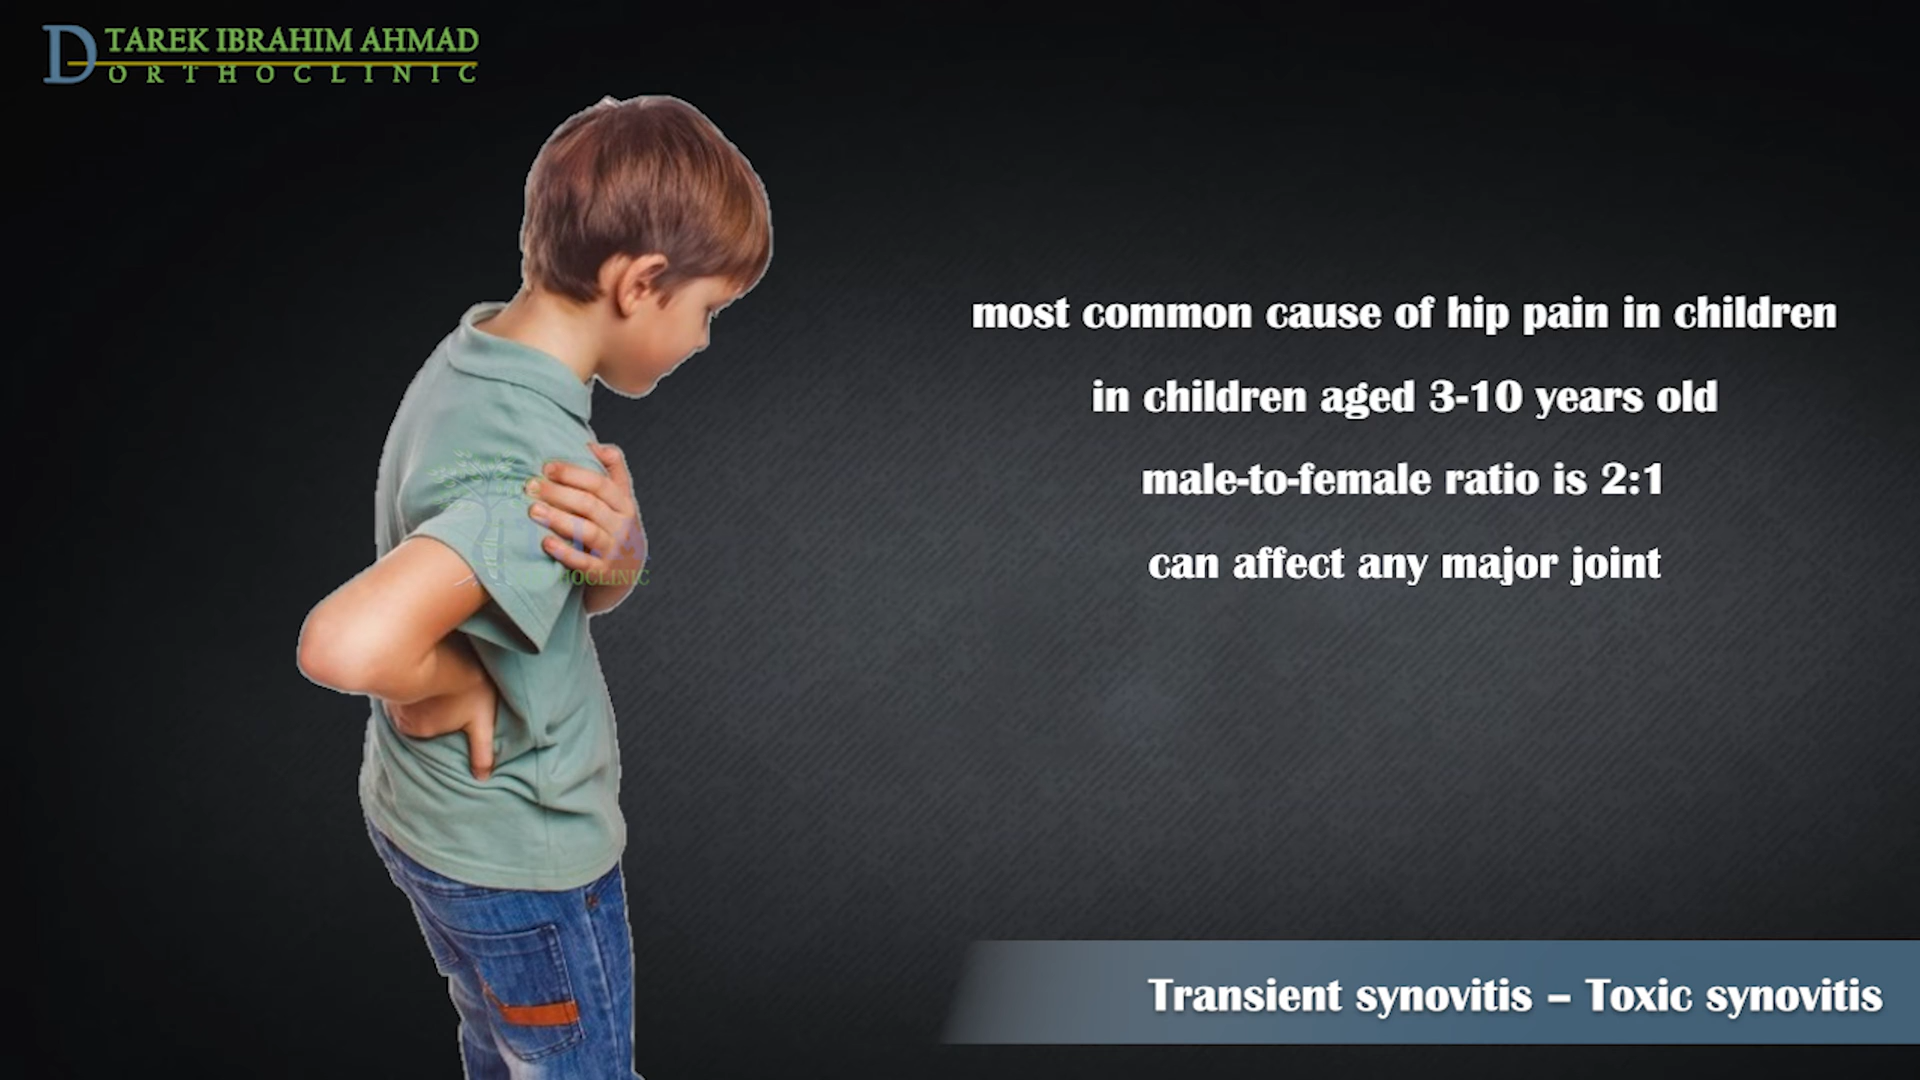 D TAREK IBRAHIM AHMAD
ORTHOCLINIC
most common cause of hip pain in children
in children aged 3-10 years old
male-to-female ratio is 2:1
can affect any major joint
Transient synovitis – Toxic synovitis